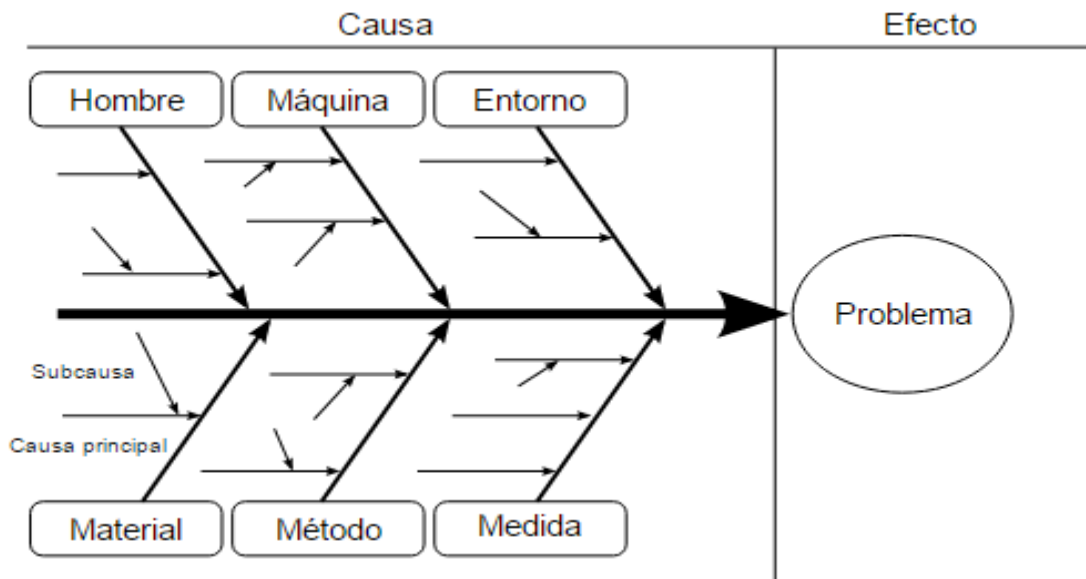 Causa
Efecto
Hombre
Máquina
Entorno
Problema
Subcausa
Causa principal
Material
Método
Medida